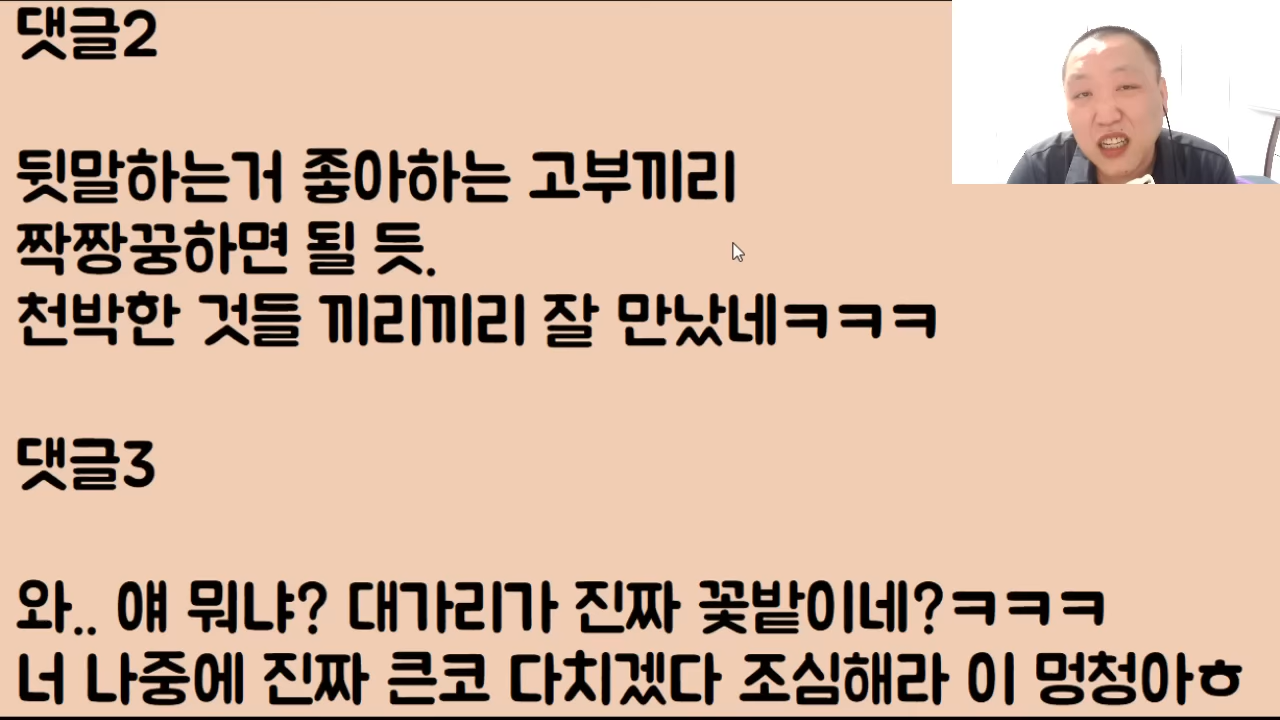 댓글2
뒷말하는거 좋아하는 고부끼리
짝짱꿍하면 될 듯.
천박한 것들 끼리끼리 잘 만났네ㅋㅋㅋ
댓글3
와.. 얘 뭐냐? 대가리가 진짜 꽃밭이네?ㅋㅋㅋ
너 나중에 진짜 큰코 다치겠다 조심해라 이 멍청아ㅎ